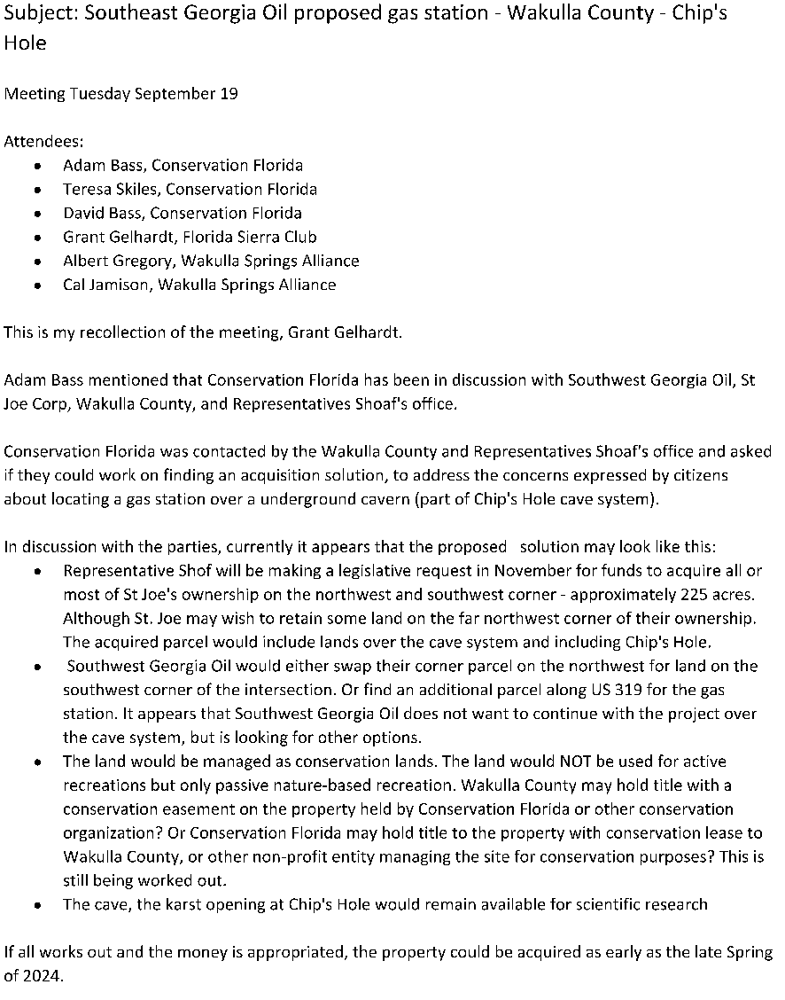 Subject: Southeast Georgia Oil proposed gas station - Wakulla County - Chip's
Hole
Meeting Tuesday September 19
Attendees:
• Adam Bass, Conservation Florida
• Teresa Skiles, Conservation Florida
• David Bass, Conservation Florida
• Grant Gelhardt, Florida Sierra Club
• Albert Gregory, Wakulla Springs Alliance
• Cal Jamison, Wakulla Springs Alliance
This is my recollection of the meeting, Grant Gelhardt.
Adam Bass mentioned that Conservation Florida has been in discussion with Southwest Georgia Oil, St
Joe Corp, Wakulla County, and Representatives Shoaf's office.
Conservation Florida was contacted by the Wakulla County and Representatives Shoaf's office and asked
if they could work on finding an acquisition solution, to address the concerns expressed by citizens
about locating a gas station over a underground cavern (part of Chip's Hole cave system).
In discussion with the parties, currently it appears that the proposed  solution may look like this:
• Representative Shof will be making a legislative request in November for funds to acquire all or
most of St Joe's ownership on the northwest and southwest corner - approximately 225 acres.
Although St. Joe may wish to retain some land on the far northwest corner of their ownership.
The acquired parcel would include lands over the cave system and including Chip's Hole.
• Southwest Georgia Oil would either swap their corner parcel on the northwest for land on the
southwest corner of the intersection. Or find an additional parcel along US 319 for the gas
station. It appears that Southwest Georgia Oil does not want to continue with the project over
the cave system, but is looking for other options.
• The land would be managed as conservation lands. The land would NOT be used for active
recreations but only passive nature-based recreation. Wakulla County may hold title with a
conservation easement on the property held by Conservation Florida or other conservation
organization? Or Conservation Florida may hold title to the property with conservation lease to
Wakulla County, or other non-profit entity managing the site for conservation purposes? This is
still being worked out.
• The cave, the karst opening at Chip's Hole would remain available for scientific research
If all works out and the money is appropriated, the property could be acquired as early as the late Spring
of 2024.